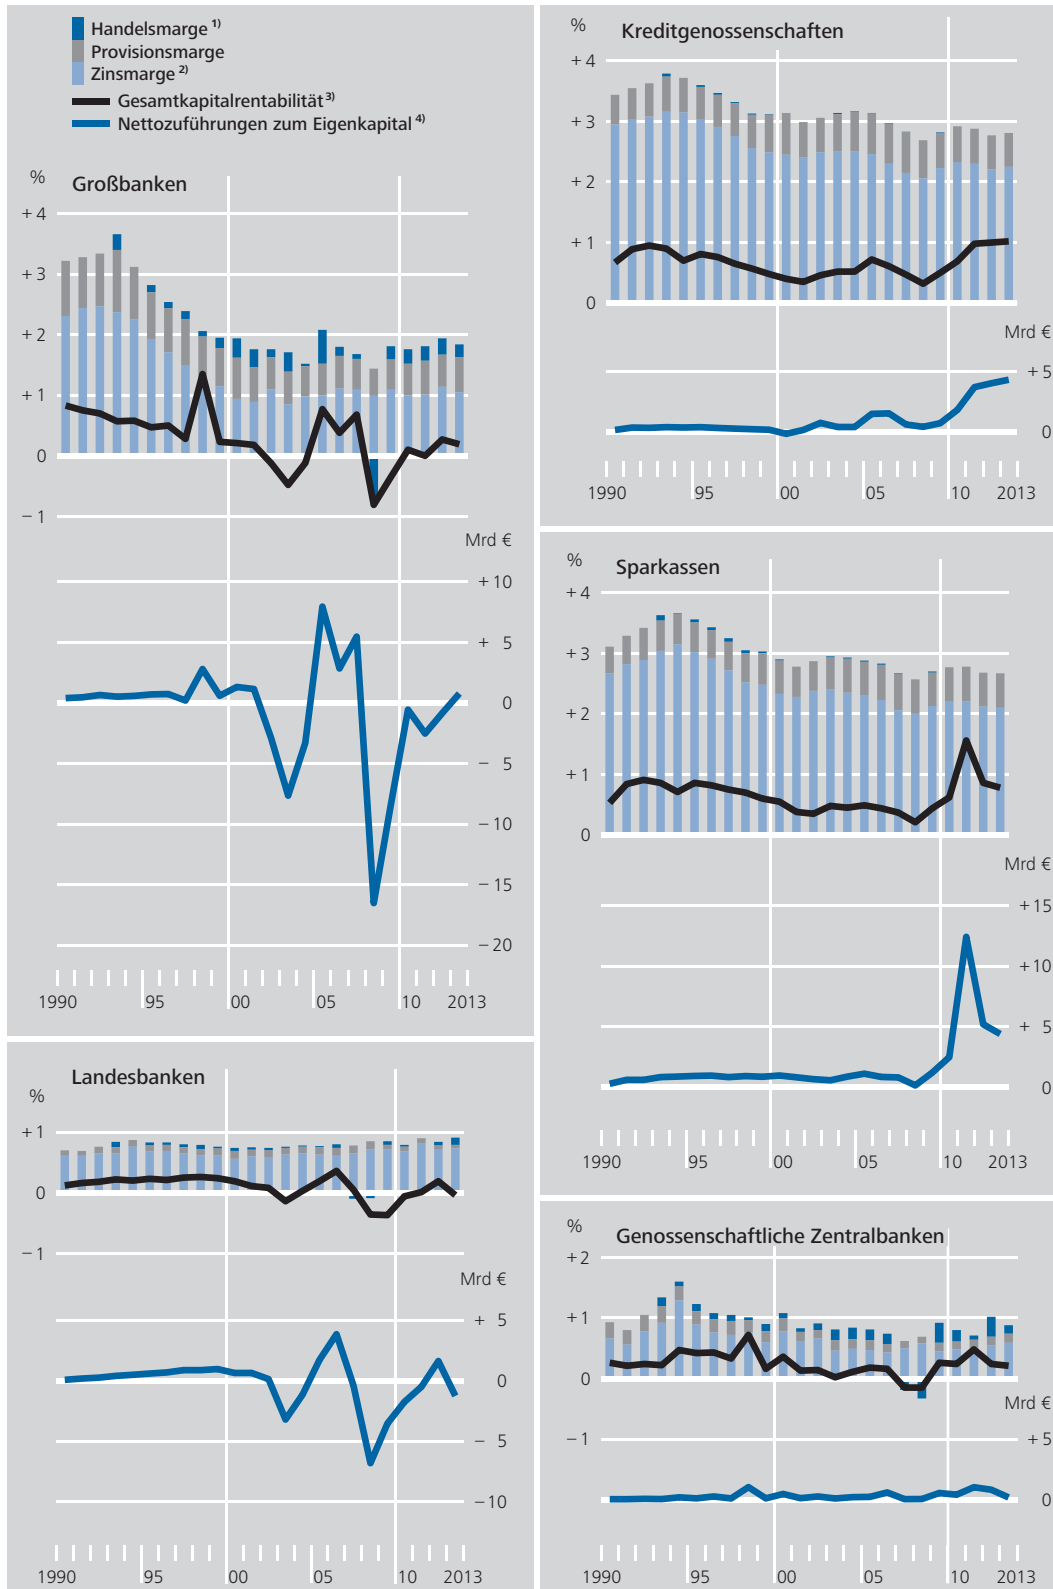 Handelsmarge 1)
Provisionsmarge
Zinsmarge 2)
Gesamtkapitalrentabilität 3)
Nettozuführungen zum Eigenkapital 4)
%
Großbanken
+ 4
+ 3
+ 2
+ 1
0
− 1
Mrd €
+ 10
+ 5
0
− 5
− 10
− 15
− 20
1990 95 00 05 10 2013
Landesbanken
%
+ 1
0
− 1
Mrd €
+ 5
0
− 5
− 10
1990 95 00 05 10 2013
%
Kreditgenossenschaften
+ 4
+ 3
+ 2
+ 1
0
Mrd €
+ 5
0
1990 95 00 05 10 2013
%
Sparkassen
+ 4
+ 3
+ 2
+ 1
0
Mrd €
+ 15
+ 10
+ 5
0
1990 95 00 05 10 2013
%
Genossenschaftliche Zentralbanken
+ 2
+ 1
0
− 1
Mrd €
+ 5
0
1990 95 00 05 10 2013